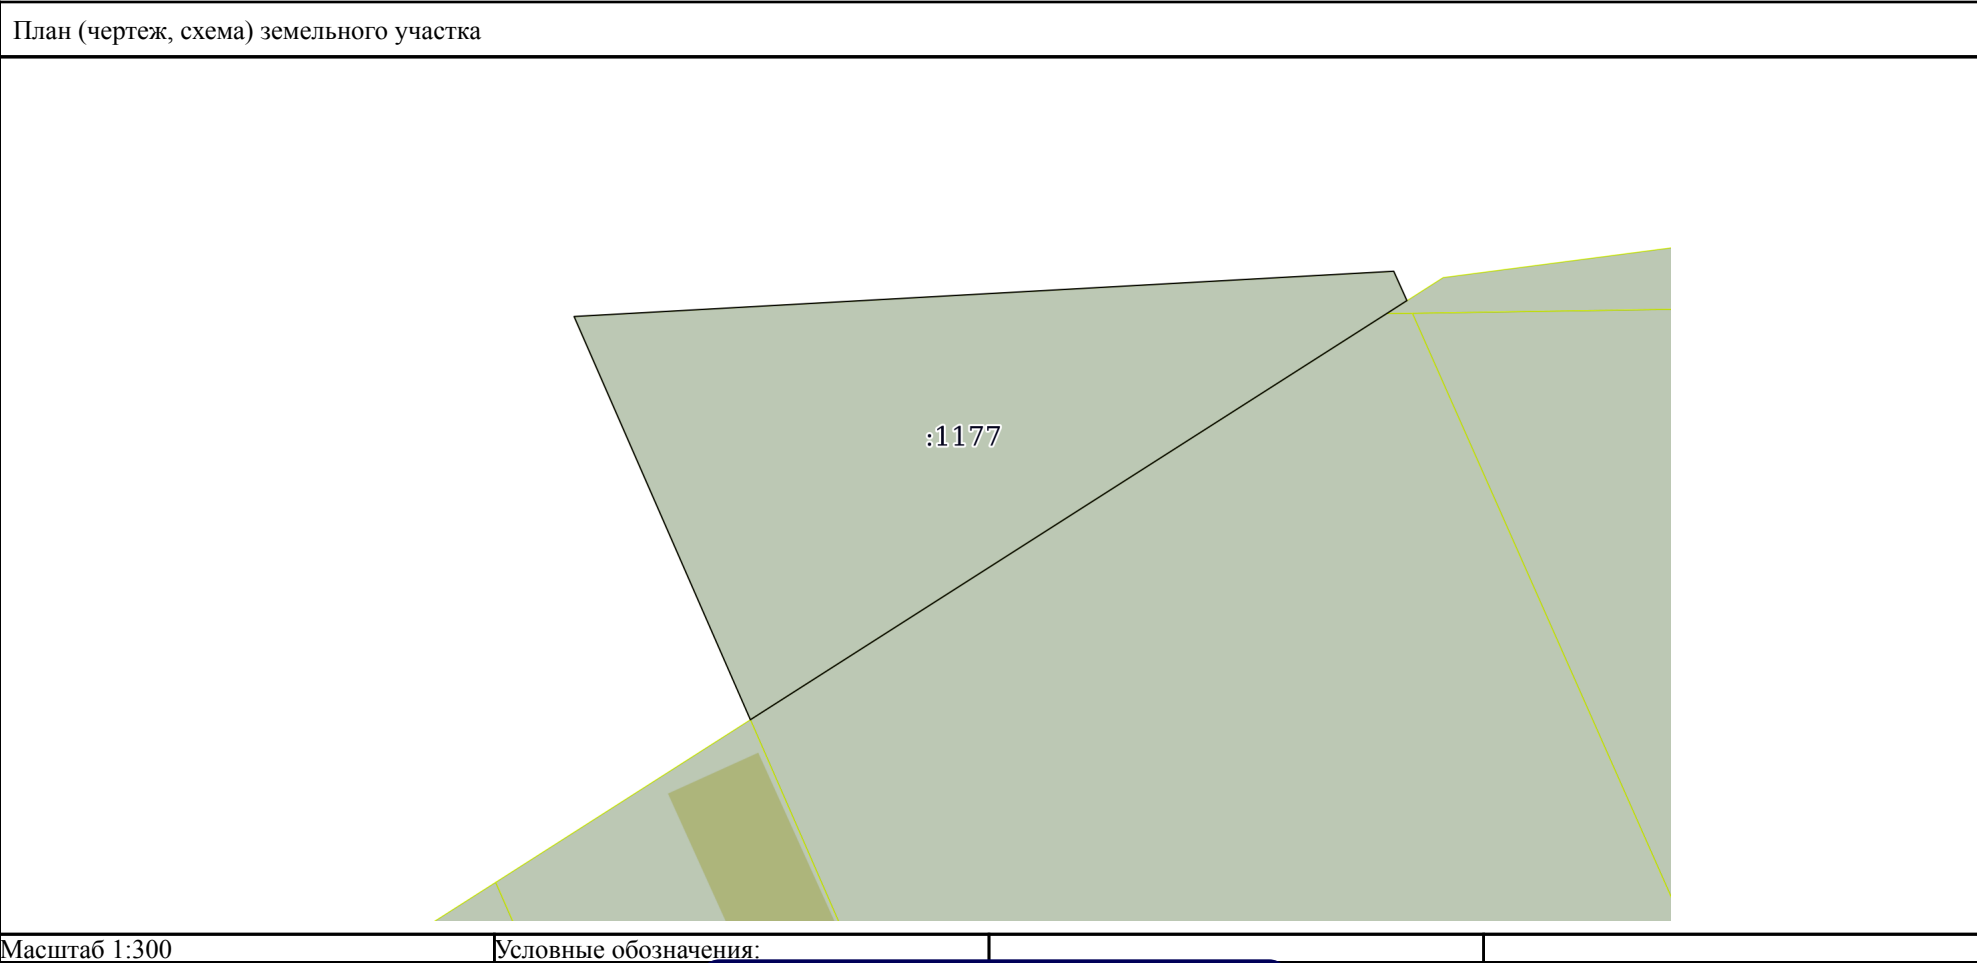 План (чертеж, схема) земельного участка
:1177
Масштаб 1:300
Условные обозначения: